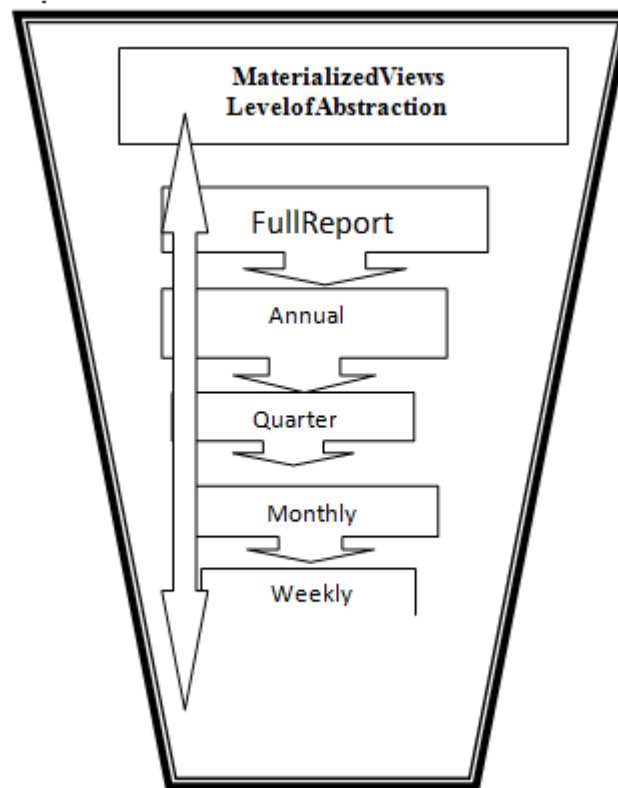 MaterializedViews
LevelofAbstraction
FullReport
Annual
Quarter
Monthly
Weekly